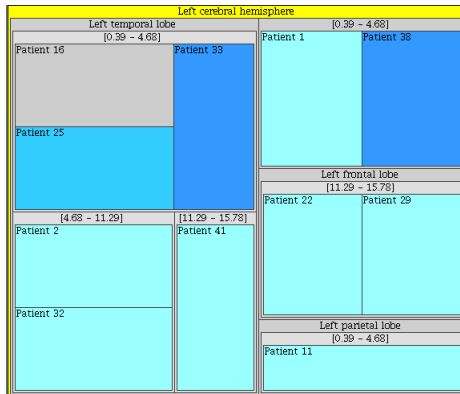 Left cerebral hemisphere
Left temporal lobe
[0.39 - 4.68]
Patient 16
Patient 33
Patient 25
[4.68 - 11.29]
Patient 2
Patient 32
[11.29 - 15.78]
Patient 41
[0.39 - 4.68]
Patient 1
Patient 38
Left frontal lobe
[11.29 - 15.78]
Patient 22
Patient 29
Left parietal lobe
[0.39 - 4.68]
Patient 11